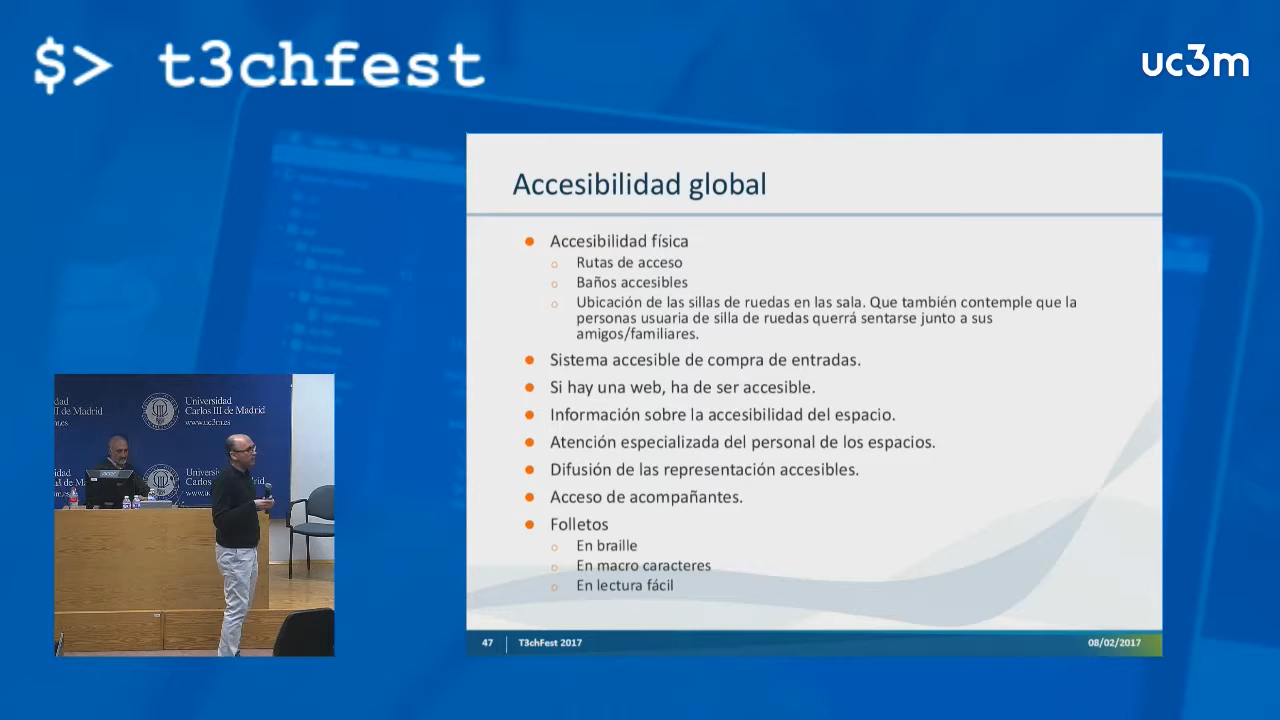 $> t3chfest
uc3m
Accesibilidad global
Accesibilidad física
Rutas de acceso
Baños accesibles
Ubicación de las sillas de ruedas en las sala. Que también contemple que la
personas usuaria de silla de ruedas querrá sentarse junto a sus
amigos/familiares.
Sistema accesible de compra de entradas.
Si hay una web, ha de ser accesible.
Información sobre la accesibilidad del espacio.
Atención especializada del personal de los espacios.
Difusión de las representación accesibles.
Acceso de acompañantes.
Folletos
En braille
En macro caracteres
En lectura fácil
47
T3chFest 2017
08/02/2017
dad
II de Madrid
m.es
Universidad
Carlos III de Madrid
www.uc3m.es